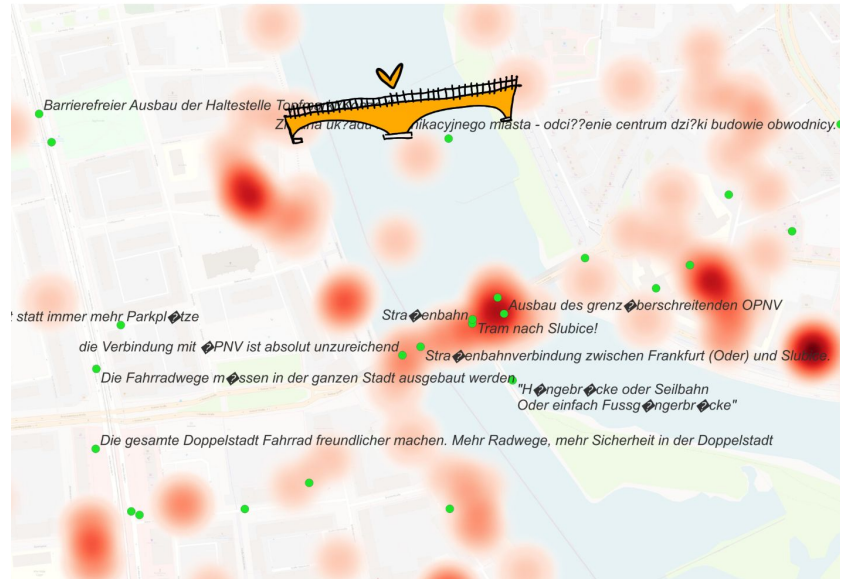 Barrierefreier Ausbau der Haltestelle
uk?adu miasta - odci??enie centrum dzi?ki budowie obwodnicy.
Ausbau des grenz�berschreitenden OPNV
t statt immer mehr Parkpl�tze
Stra�enbahn
Tram nach Slubice!
die Verbindung mit �PNV ist absolut unzureichend
Stra�enbahnverbindung zwischen Frankfurt (Oder) und Slubice.
Die Fahrradwege m�ssen in der ganzen Stadt ausgebaut werden
"H�ngebr�cke oder Seilbahn
Oder einfach Fussg�ngerbr�cke"
Die gesamte Doppelstadt Fahrrad freundlicher machen. Mehr Radwege, mehr Sicherheit in der Doppelstadt